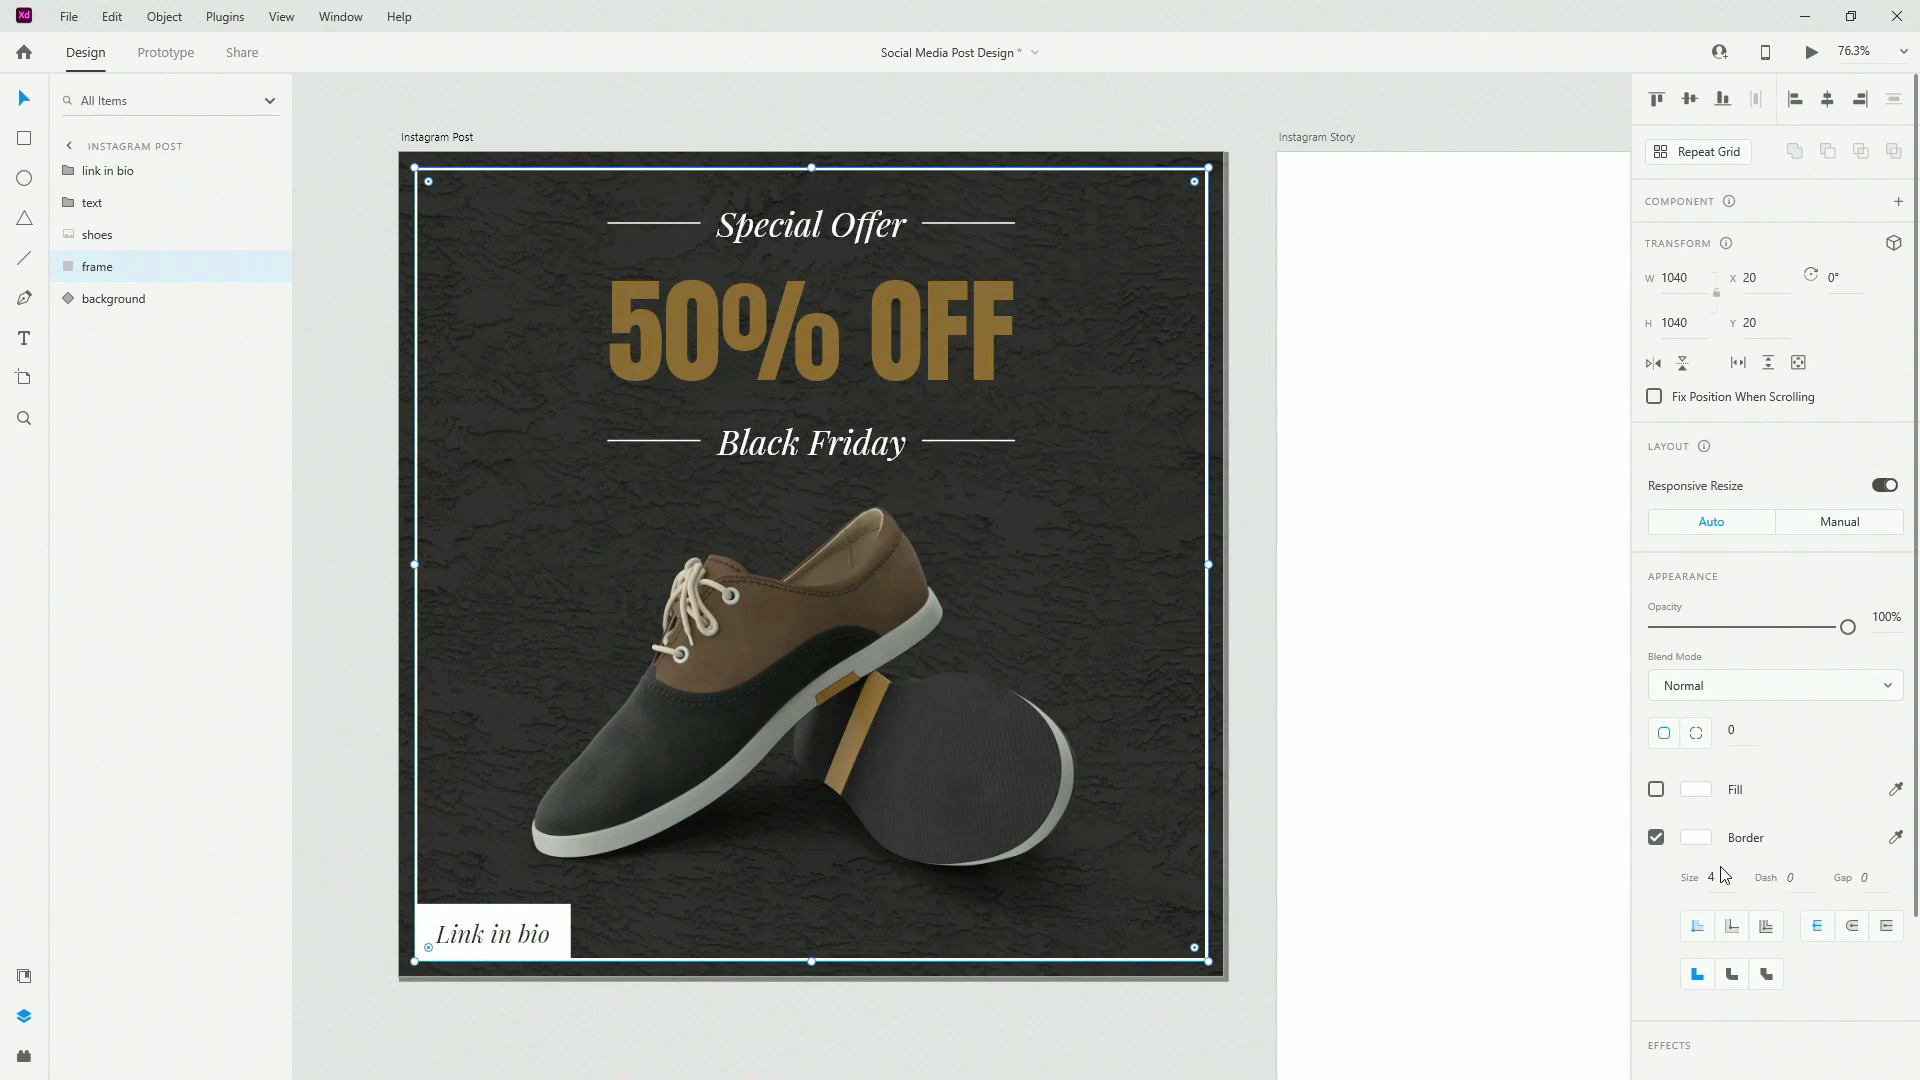 Xd File Edit Object Plugins View Window Help
Design Prototype Share Social Media Post Design * 76.3%
All Items
INSTAGRAM POST
link in bio
text
shoes
frame
background
Instagram Post
Special Offer
50% OFF
Black Friday
Link in bio
Instagram Story
Repeat Grid
COMPONENT
TRANSFORM
W 1040 X 20 0°
H 1040 Y 20
Fix Position When Scrolling
LAYOUT
Responsive Resize
Auto Manual
APPEARANCE
Opacity
100%
Blend Mode
Normal
0
Fill
Border
Size 4 Dash 0 Gap 0
EFFECTS